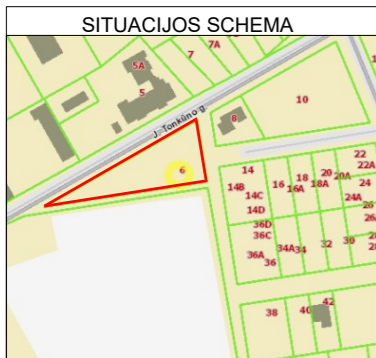 SITUACIJOS SCHEMA
7A
7
5A
5
J. Tonkūno g.
8
10
6
14
14B
14C
14D
16
16A
18
18A
20
20A
22
22A
24
24A
26
36D
36C
36A
36
34A
34
32
30
38
40
42